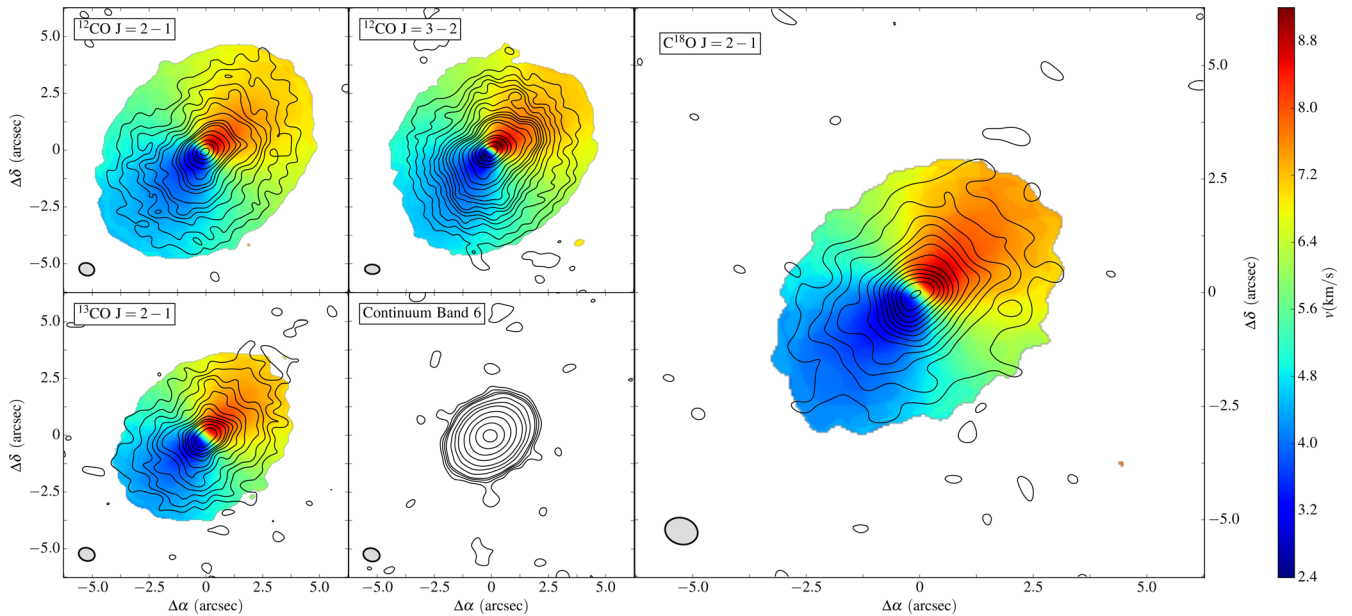 ¹²CO J = 2 − 1
¹²CO J = 3 − 2
C¹⁸O J = 2 − 1
5.0
2.5
0
−2.5
−5.0
Δδ (arcsec)
¹³CO J = 2 − 1
Continuum Band 6
5.0
2.5
0
−2.5
−5.0
Δδ (arcsec)
−5.0 −2.5 0 2.5 5.0
Δα (arcsec)
−5.0 −2.5 0 2.5 5.0
Δα (arcsec)
−5.0 −2.5 0 2.5 5.0
Δα (arcsec)
5.0
2.5
0
−2.5
−5.0
Δδ (arcsec)
8.8
8.0
7.2
6.4
5.6
4.8
4.0
3.2
2.4
v(km/s)